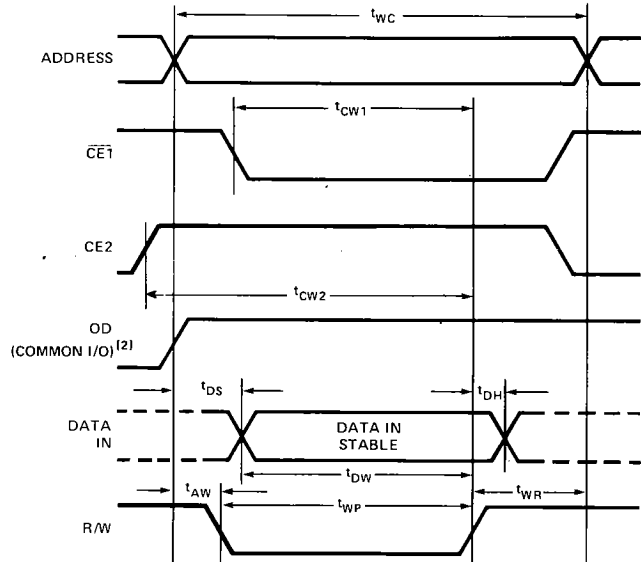 tWC
ADDRESS
tCW1
CE1
CE2
tCW2
OD
(COMMON I/O)[2]
tDS
tDH
DATA
IN
DATA IN
STABLE
tDW
tAW
tWP
tWR
R/W